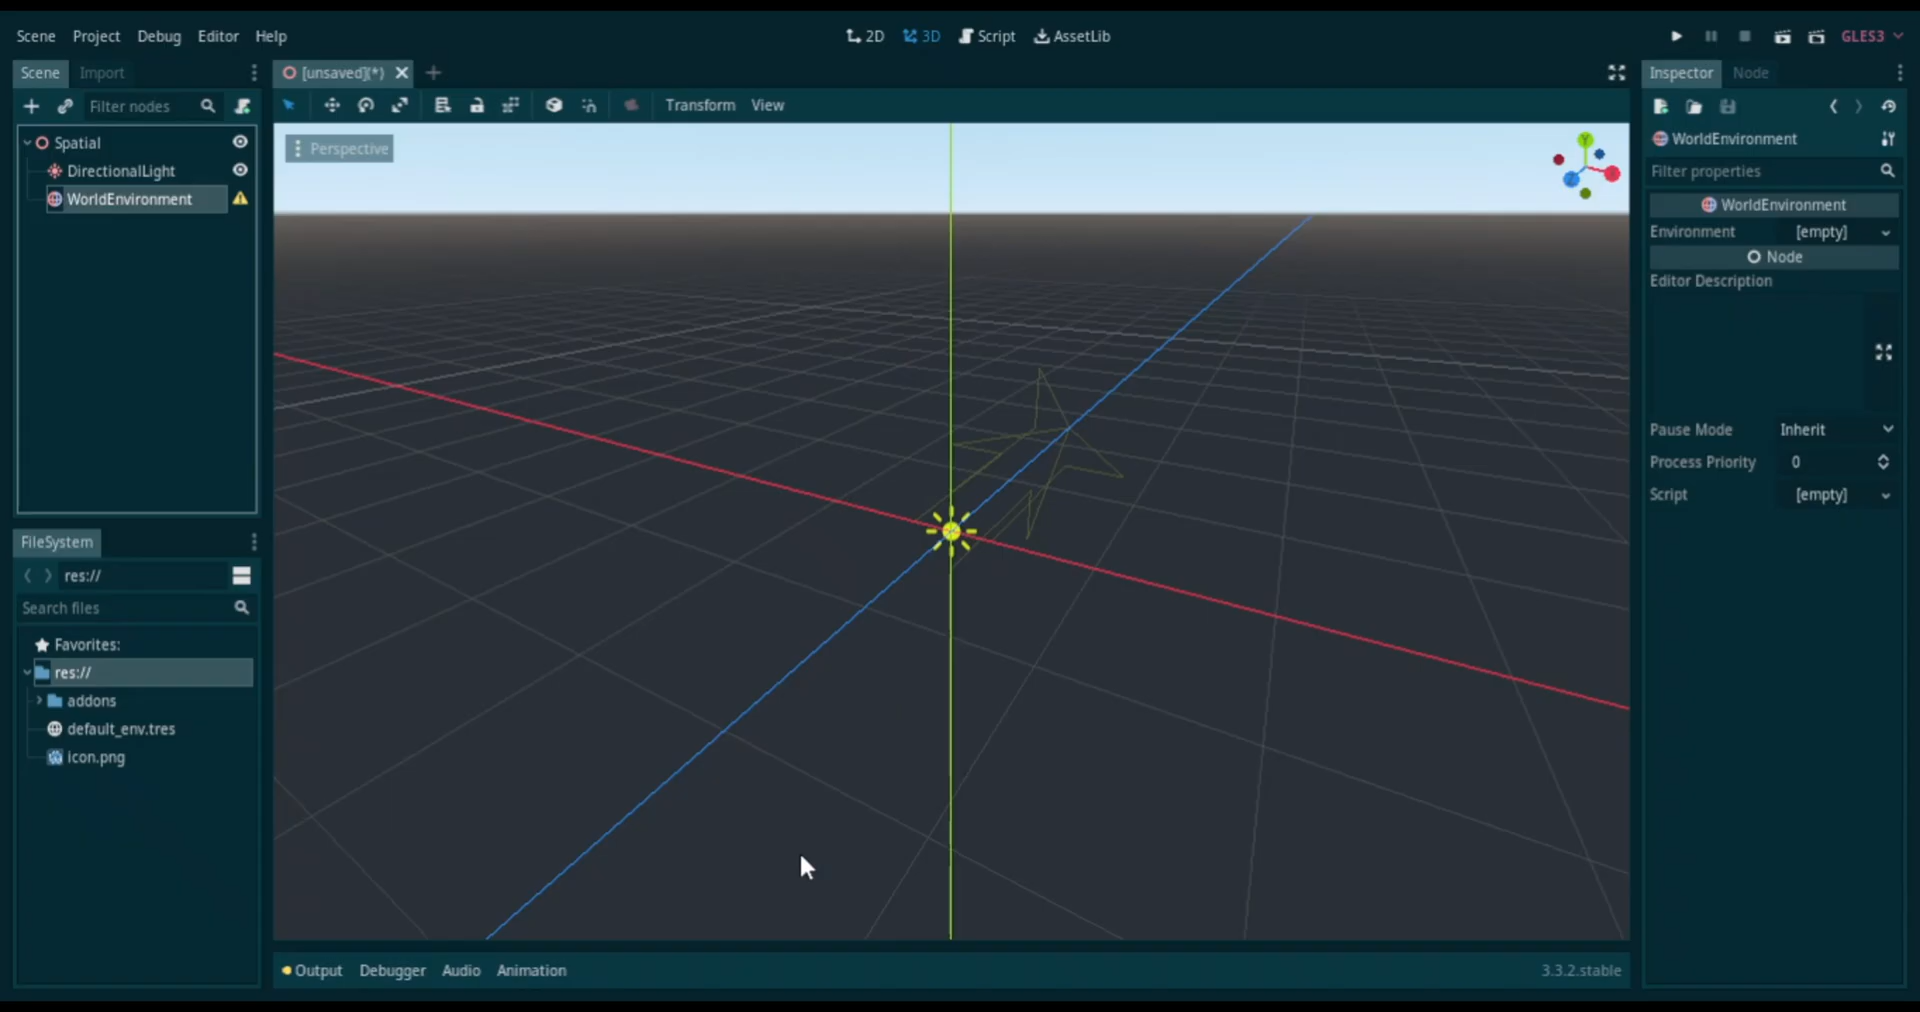 Scene Project Debug Editor Help
2D 3D Script AssetLib
GLES3
Scene Import
[unsaved](*)
Inspector Node
Filter nodes
Transform View
Spatial
DirectionalLight
WorldEnvironment
Perspective
Y
Z
X
WorldEnvironment
Filter properties
WorldEnvironment
Environment [empty]
Node
Editor Description
Pause Mode Inherit
Process Priority 0
Script [empty]
FileSystem
res://
Search files
Favorites:
res://
addons
default_env.tres
icon.png
Output Debugger Audio Animation
3.3.2.stable